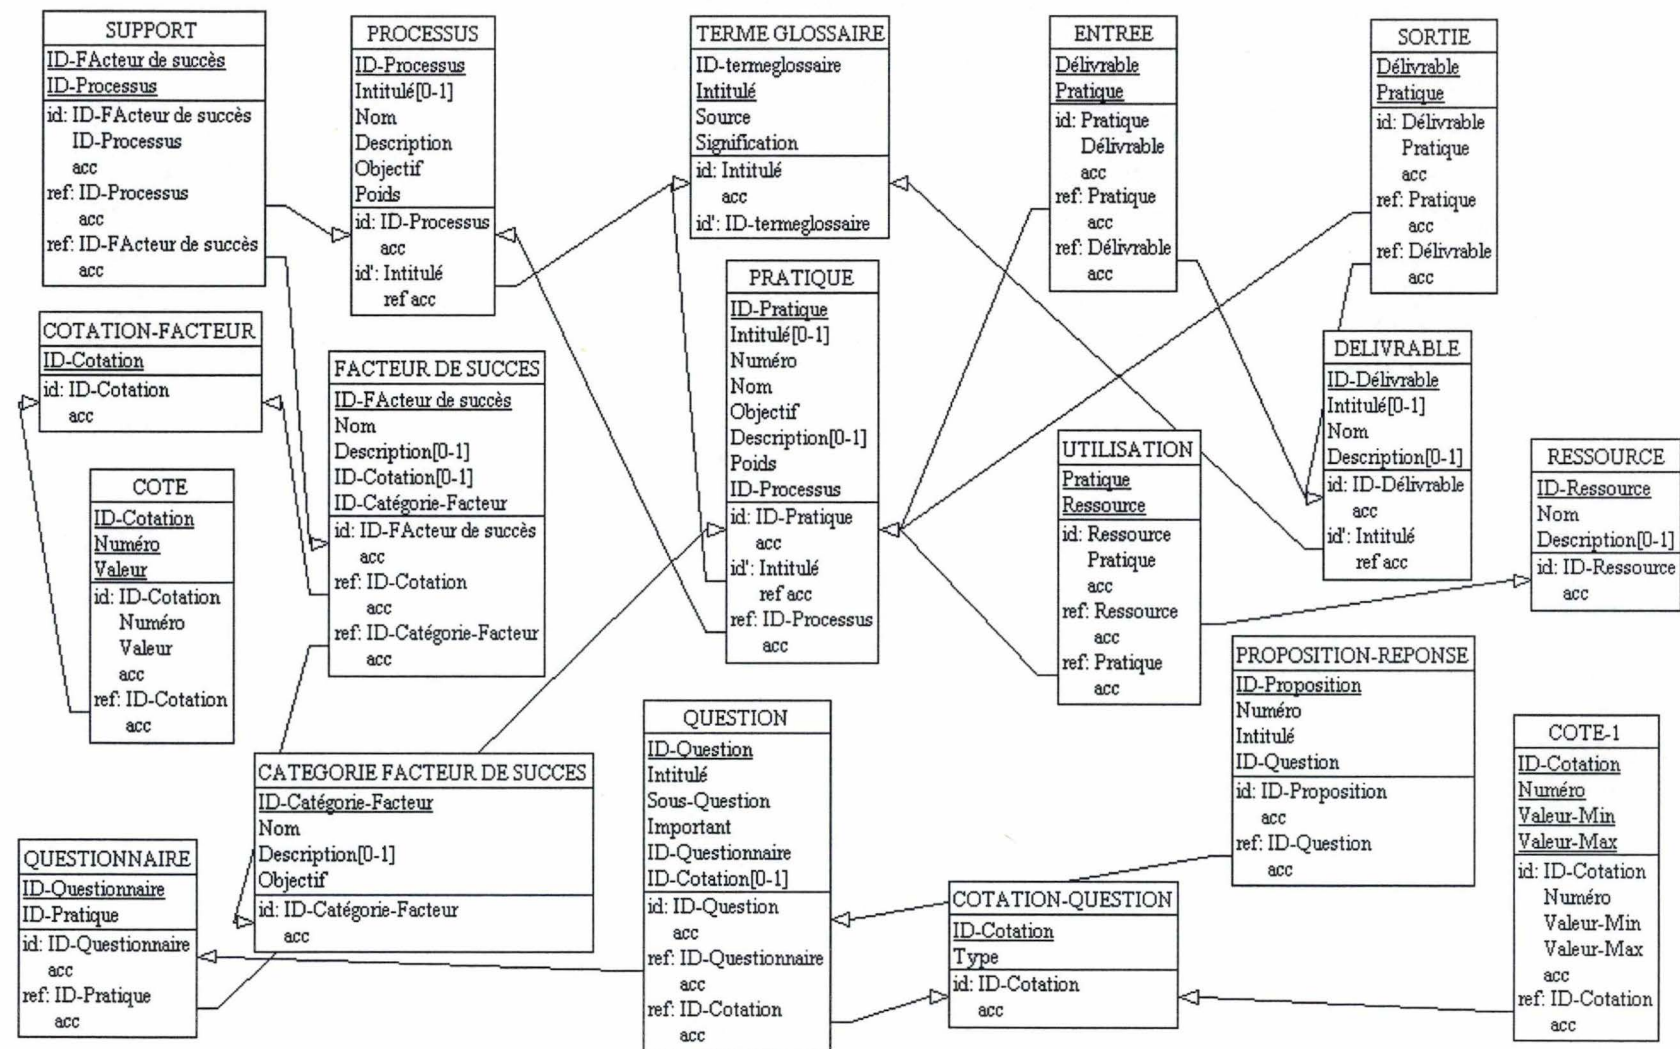 SUPPORT
ID-FActeur de succès
ID-Processus
id: ID-FActeur de succès
ID-Processus
acc
ref: ID-Processus
acc
ref: ID-FActeur de succès
acc
PROCESSUS
ID-Processus
Intitulé[0-1]
Nom
Description
Objectif
Poids
id: ID-Processus
acc
id': Intitulé
ref acc
TERME GLOSSAIRE
ID-termeglossaire
Intitulé
Source
Signification
id: Intitulé
acc
id': ID-termeglossaire
ENTREE
Délivrable
Pratique
id: Pratique
Délivrable
acc
ref: Pratique
acc
ref: Délivrable
acc
SORTIE
Délivrable
Pratique
id: Délivrable
Pratique
acc
ref: Pratique
acc
ref: Délivrable
acc
COTATION-FACTEUR
ID-Cotation
id: ID-Cotation
acc
FACTEUR DE SUCCES
ID-FActeur de succès
Nom
Description[0-1]
ID-Cotation[0-1]
ID-Catégorie-Facteur
id: ID-FActeur de succès
acc
ref: ID-Cotation
acc
ref: ID-Catégorie-Facteur
acc
PRATIQUE
ID-Pratique
Intitulé[0-1]
Numéro
Nom
Objectif
Description[0-1]
Poids
ID-Processus
id: ID-Pratique
acc
id': Intitulé
ref acc
ref: ID-Processus
acc
DELIVRABLE
ID-Délivrable
Intitulé[0-1]
Nom
Description[0-1]
id: ID-Délivrable
acc
id': Intitulé
ref acc
UTILISATION
Pratique
Ressource
id: Ressource
Pratique
acc
ref: Ressource
acc
ref: Pratique
acc
RESSOURCE
ID-Ressource
Nom
Description[0-1]
id: ID-Ressource
acc
COTE
ID-Cotation
Numéro
Valeur
id: ID-Cotation
Numéro
Valeur
acc
ref: ID-Cotation
acc
CATEGORIE FACTEUR DE SUCCES
ID-Catégorie-Facteur
Nom
Description[0-1]
Objectif
id: ID-Catégorie-Facteur
acc
QUESTION
ID-Question
Intitulé
Sous-Question
Important
ID-Questionnaire
ID-Cotation[0-1]
id: ID-Question
acc
ref: ID-Questionnaire
acc
ref: ID-Cotation
acc
PROPOSITION-REPONSE
ID-Proposition
Numéro
Intitulé
ID-Question
id: ID-Proposition
acc
ref: ID-Question
acc
COTE-1
ID-Cotation
Numéro
Valeur-Min
Valeur-Max
id: ID-Cotation
Numéro
Valeur-Min
Valeur-Max
acc
ref: ID-Cotation
acc
QUESTIONNAIRE
ID-Questionnaire
ID-Pratique
id: ID-Questionnaire
acc
ref: ID-Pratique
acc
COTATION-QUESTION
ID-Cotation
Type
id: ID-Cotation
acc